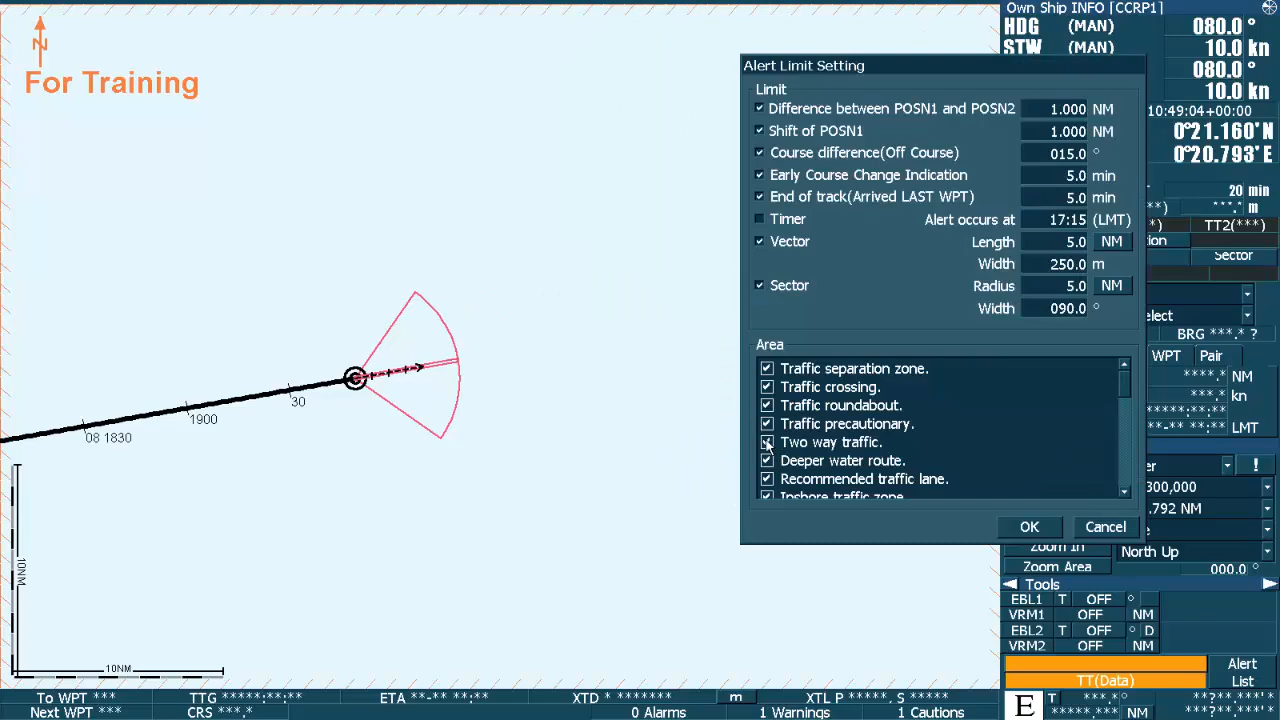 N
For Training
08 1830
1900
30
10NM
10NM
Alert Limit Setting
Limit
Difference between POSN1 and POSN2 1.000 NM
Shift of POSN1 1.000 NM
Course difference(Off Course) 015.0 °
Early Course Change Indication 5.0 min
End of track(Arrived LAST WPT) 5.0 min
Timer Alert occurs at 17:15 (LMT)
Vector Length 5.0 NM
Width 250.0 m
Sector Radius 5.0 NM
Width 090.0 °
Area
Traffic separation zone.
Traffic crossing.
Traffic roundabout.
Traffic precautionary.
Two way traffic.
Deeper water route.
Recommended traffic lane.
Inshore traffic zone
OK Cancel
Own Ship INFO [CCRP1]
HDG (MAN) 080.0 °
STW (MAN) 10.0 kn
080.0 °
10.0 kn
10:49:04+00:00
0°21.160'N
0°20.793'E
20 min
**) ***.* m
*) TT2(***)
tion
Sector
elect
BRG ***.* ?
WPT Pair
****.* NM
***.* kn
*****:**:**
**-** **:** LMT
er !
300,000
.792 NM
e
Zoom In North Up
Zoom Area 000.0 °
Tools
EBL1 T OFF °
VRM1 OFF NM
EBL2 T OFF ° D
VRM2 OFF NM
Alert
TT(Data) List
E T ***.*° **?**.***'*
*****.*** NM ***?**.***'*
To WPT *** TTG *****:**:** ETA **-** **:** XTD * ******* m XTL P *****, S *****
Next WPT *** CRS ***.* 0 Alarms 1 Warnings 1 Cautions